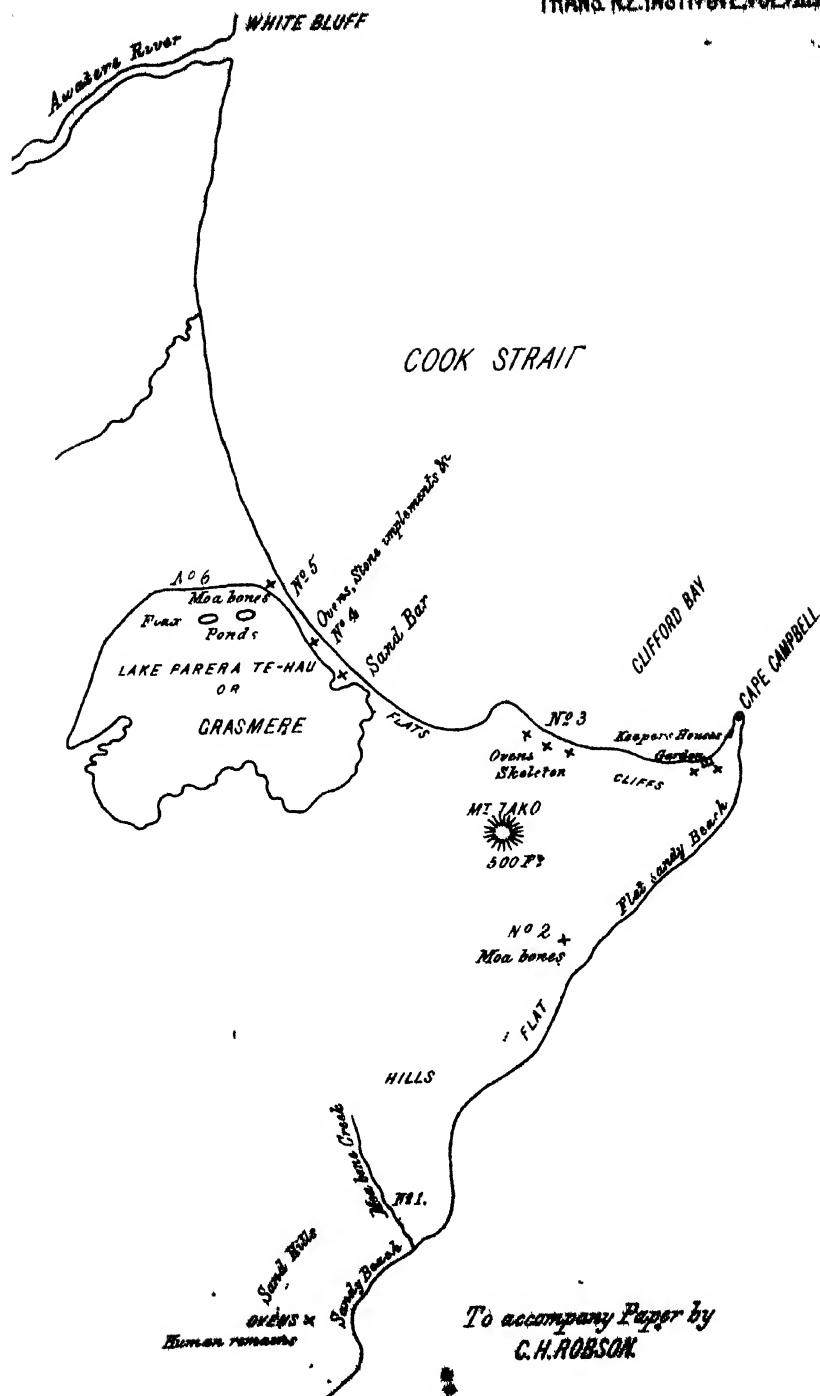 TRANS. N.Z. INSTITUTE, VOL. VIII
WHITE BLUFF
Awatere River
COOK STRAIT
Nº 5
Ovens, Stone implements &c
Nº 4
Sand Bar
Nº 6
Moa bones
Flax
Ponds
LAKE PARERA TE-HAU
OR
GRASMERE
FLATS
CLIFFORD BAY
CAPE CAMPBELL
Nº 3
Keepers Houses
Garden
Ovens
Skeleton
CLIFFS
MT TAKO
500 Ft
Flat sandy Beach
Nº 2
Moa bones
FLAT
HILLS
Moa bone Creek
Nº 1.
Sand Hills
Sandy Beach
OVENS
Human remains
To accompany Paper by
C.H. ROBSON.